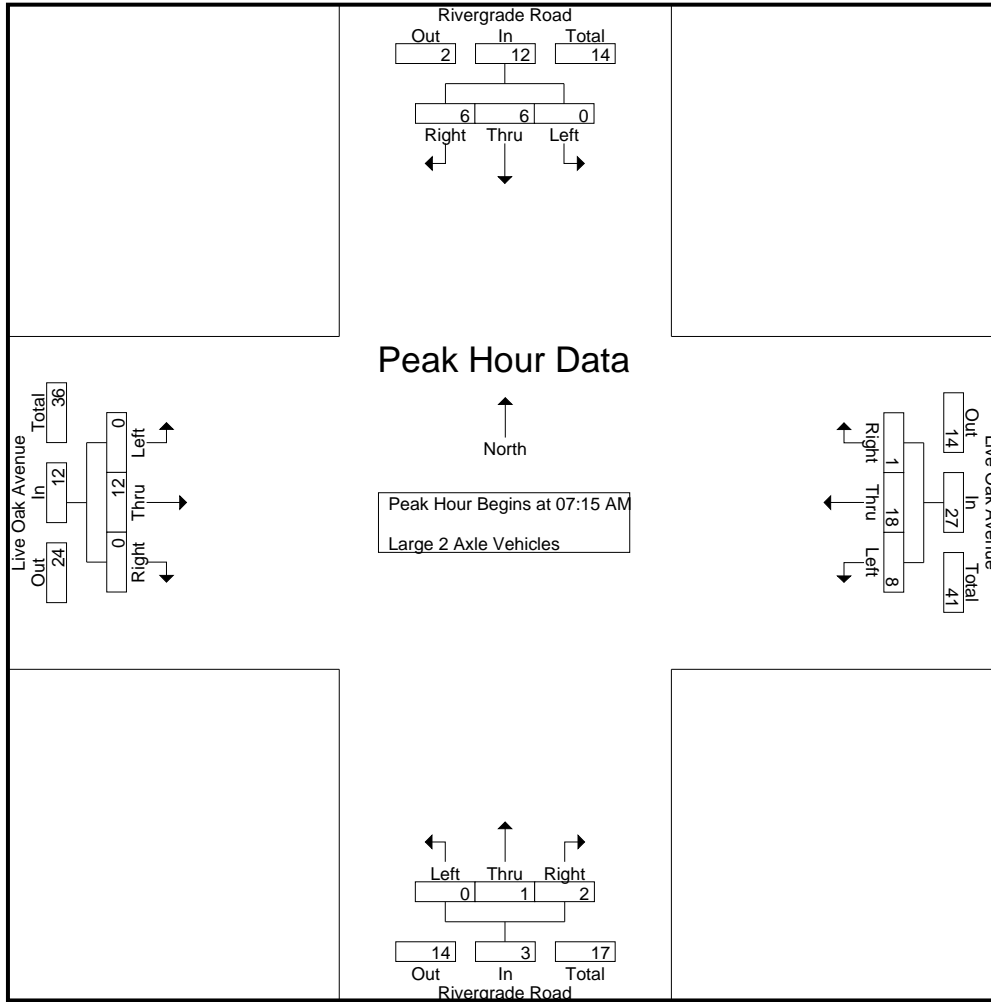 Rivergrade Road
Out In Total
2 12 14
6 6 0
Right Thru Left
Peak Hour Data
North
Peak Hour Begins at 07:15 AM
Large 2 Axle Vehicles
Live Oak Avenue
Out In Total
24 12 36
Right Thru Left
0 12 0
Live Oak Avenue
Out In Total
14 27 41
Right Thru Left
1 18 8
Left Thru Right
0 1 2
14 3 17
Out In Total
Rivergrade Road